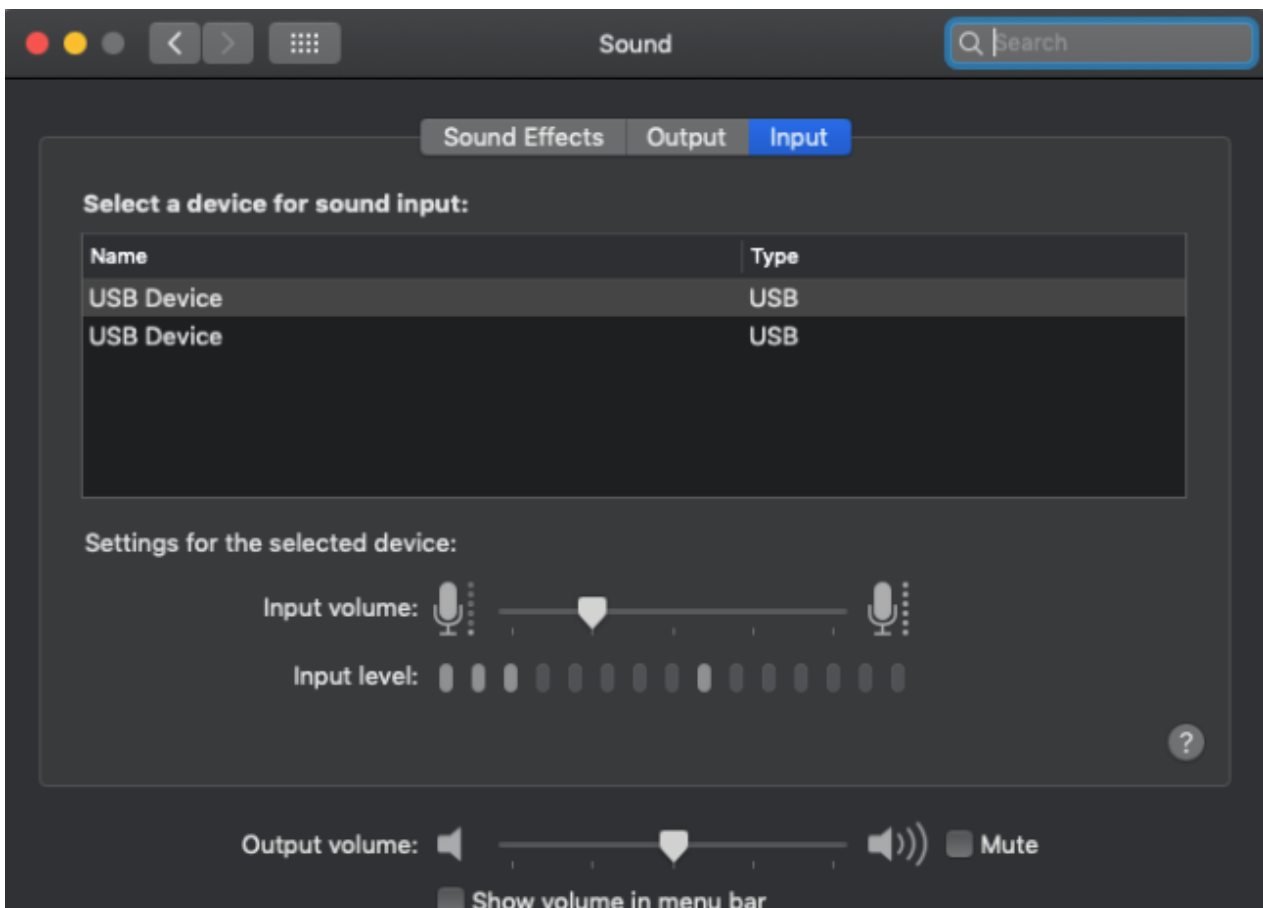 Sound
Search
Sound Effects Output Input
Select a device for sound input:
Name Type
USB Device USB
USB Device USB
Settings for the selected device:
Input volume:
Input level:
?
Output volume: Mute
Show volume in menu bar